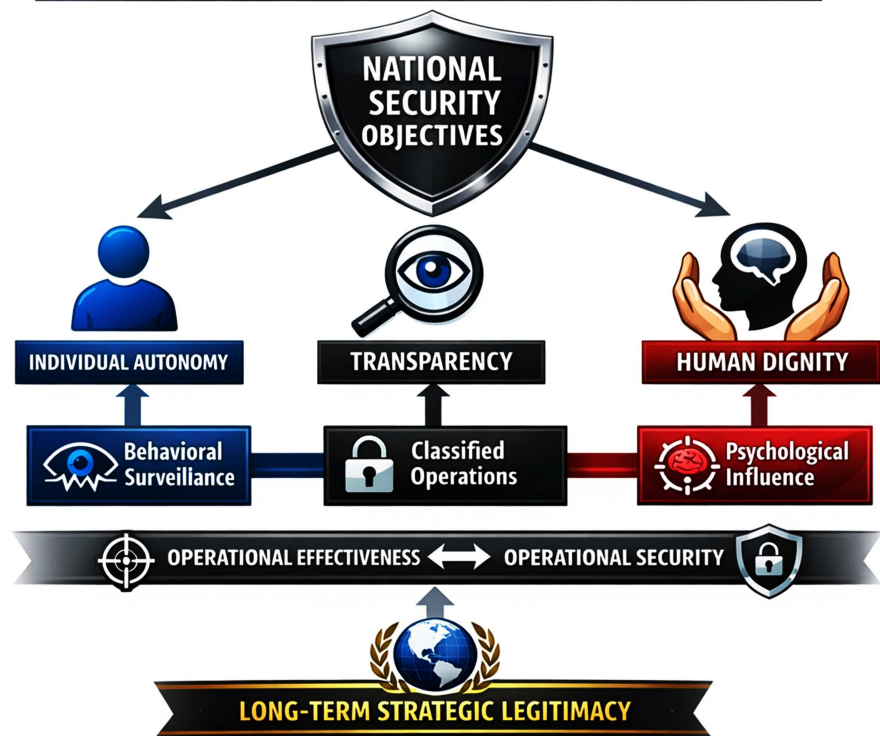 NATIONAL
SECURITY
OBJECTIVES
INDIVIDUAL AUTONOMY
TRANSPARENCY
HUMAN DIGNITY
Behavioral
Surveiliance
Classified
Operations
Psychological
Influence
OPERATIONAL EFFECTIVENESS
OPERATIONAL SECURITY
LONG-TERM STRATEGIC LEGITIMACY